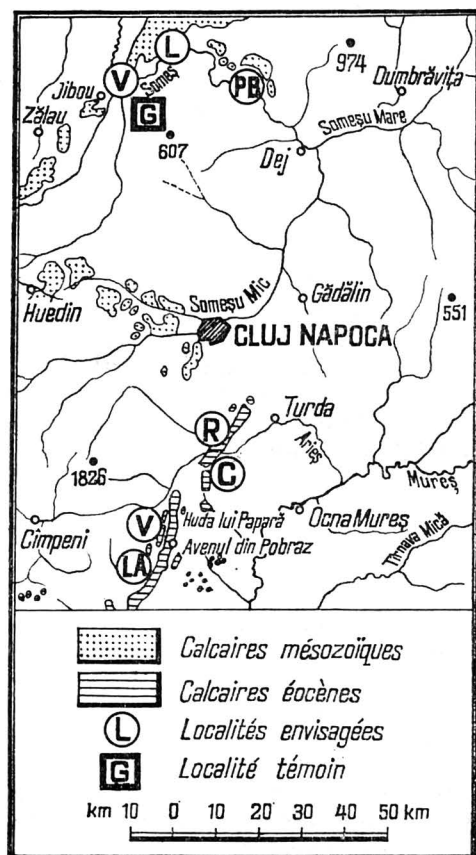 L
974
V
Someș
PB
Dumbrăvița
Jibou
Zălau
G
607
Someșu Mare
Dej
Huedin
Someșu Mic
Gădălin
551
CLUJ NAPOCA
R
Turda
Arieș
C
1826
Mureș
Cîmpeni
V
Huda lui Papară
Ocna Mureș
LA
Avenul din Pobraz
Tîrnava Mică
Calcaires mésozoïques
Calcaires éocènes
L Localités envisagées
G Localité témoin
km 10 0 10 20 30 40 50 km